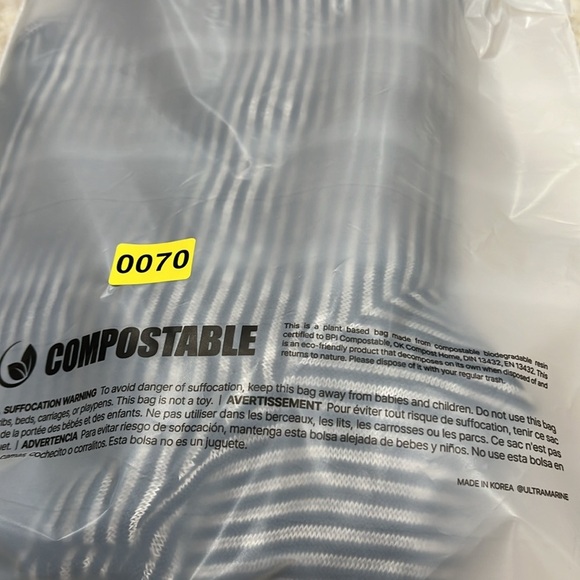 0070
COMPOSTABLE
This is a plant based bag made from compostable biodegradable resin
certified to BPI Compostable, OK Compost Home, DIN 13432, EN 13432. This
is an eco-friendly product that decomposes on its own when disposed of and
returns to nature. Please dispose of it with your regular trash.
SUFFOCATION WARNING To avoid danger of suffocation, keep this bag away from babies and children. Do not use this bag
ibs, beds, carriages, or playpens. This bag is not a toy. | AVERTISSEMENT Pour éviter tout risque de suffocation, tenir ce sac
de la portée des bébés et des enfants. Ne pas utiliser dans les berceaux, les lits, les carrosses ou les parcs. Ce sac n'est pas
uet. | ADVERTENCIA Para evitar riesgo de sofocación, mantenga esta bolsa alejada de bebes y niños. No use esta bolsa en
camas, cochecito o corralitos. Esta bolsa no es un juguete.
MADE IN KOREA @ULTRAMARINE